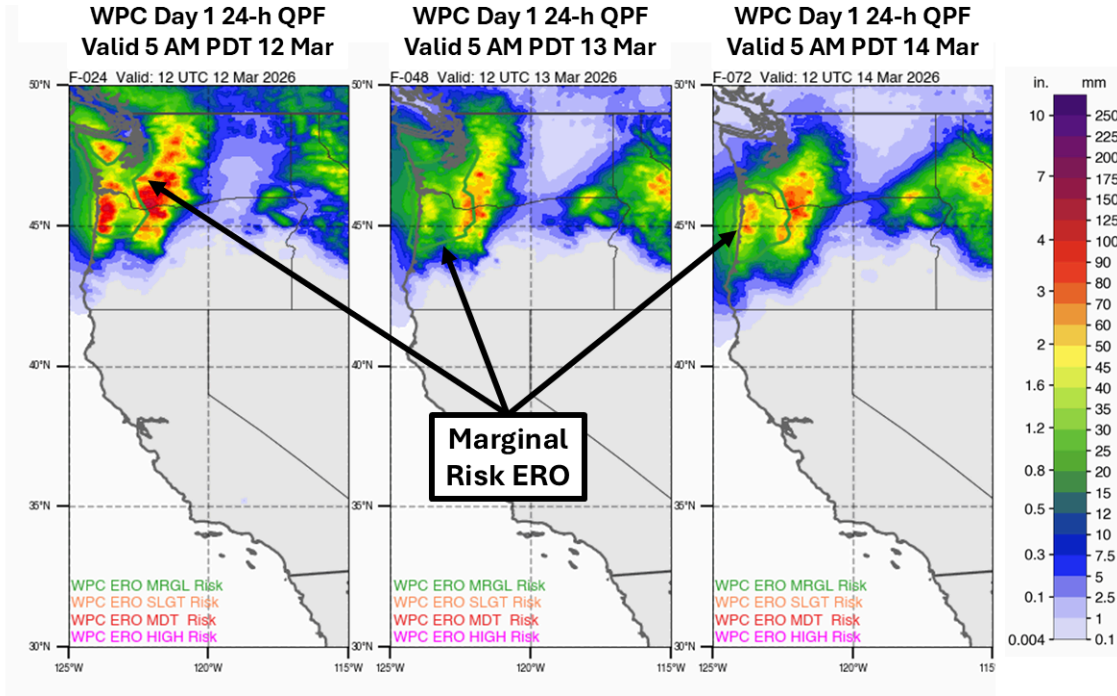 WPC Day 1 24-h QPF
Valid 5 AM PDT 12 Mar
WPC Day 1 24-h QPF
Valid 5 AM PDT 13 Mar
WPC Day 1 24-h QPF
Valid 5 AM PDT 14 Mar
F-024 Valid: 12 UTC 12 Mar 2026
F-048 Valid: 12 UTC 13 Mar 2026
F-072 Valid: 12 UTC 14 Mar 2026
50°N
45°N
40°N
35°N
30°N
125°W
120°W
115°W
50°N
45°N
40°N
35°N
30°N
125°W
120°W
115°W
50°N
45°N
40°N
35°N
30°N
125°W
120°W
115
Marginal
Risk ERO
WPC ERO MRGL Risk
WPC ERO SLGT Risk
WPC ERO MDT Risk
WPC ERO HIGH Risk
WPC ERO MRGL Risk
WPC ERO SLGT Risk
WPC ERO MDT Risk
WPC ERO HIGH Risk
WPC ERO MRGL Risk
WPC ERO SLGT Risk
WPC ERO MDT Risk
WPC ERO HIGH Risk
in. mm
10
7
4
3
2
1.6
1.2
0.8
0.5
0.3
0.1
0.004
250
225
200
175
150
125
100
90
80
70
60
50
45
40
35
30
25
20
15
12
10
7.5
5
2.5
1
0.1